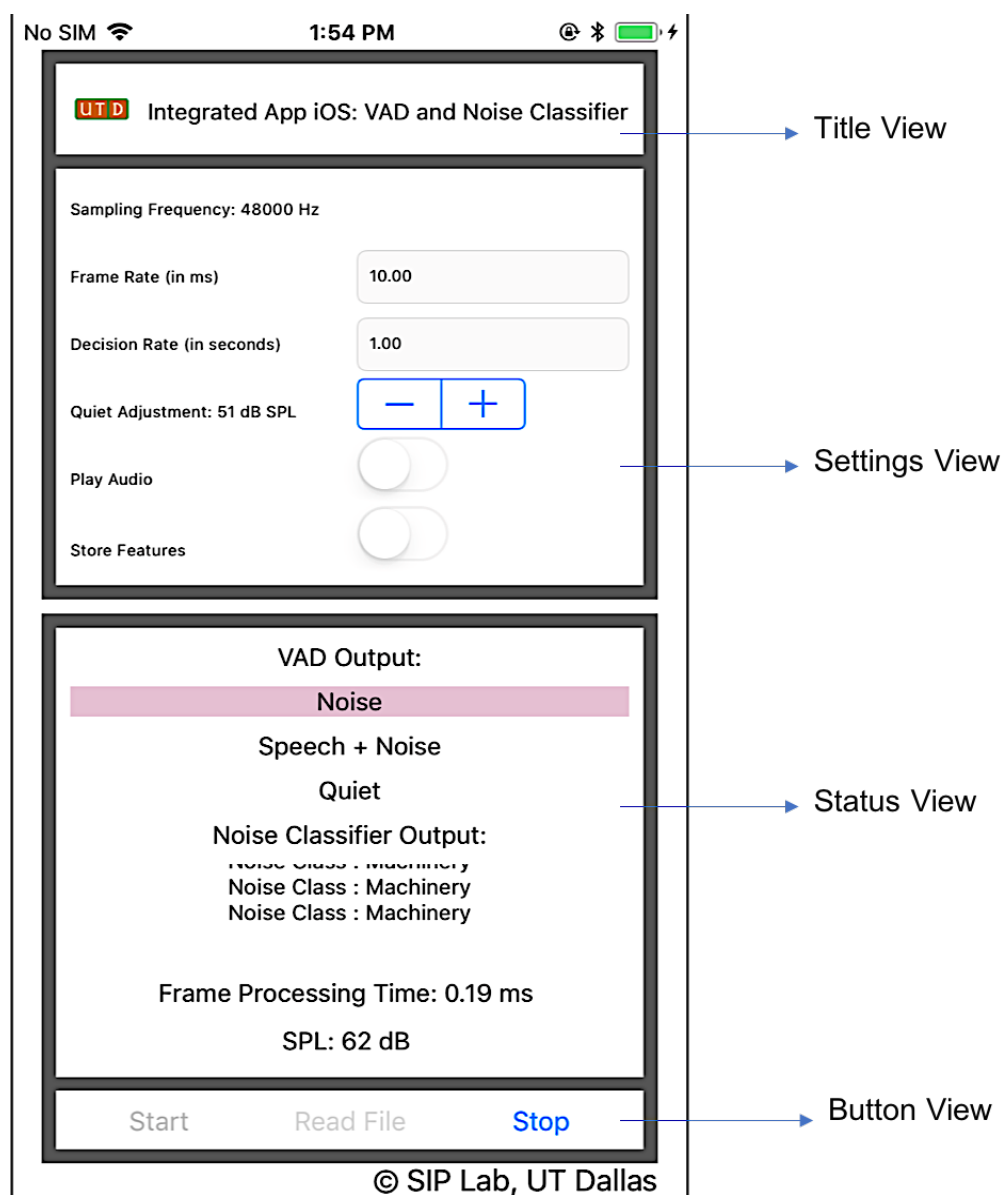 No SIM 1:54 PM
UTD Integrated App iOS: VAD and Noise Classifier
Title View
Sampling Frequency: 48000 Hz
Frame Rate (in ms) 10.00
Decision Rate (in seconds) 1.00
Quiet Adjustment: 51 dB SPL − +
Play Audio
Settings View
Store Features
VAD Output:
Noise
Speech + Noise
Quiet
Status View
Noise Classifier Output:
Noise Class : Machinery
Noise Class : Machinery
Noise Class : Machinery
Frame Processing Time: 0.19 ms
SPL: 62 dB
Start Read File Stop
Button View
© SIP Lab, UT Dallas